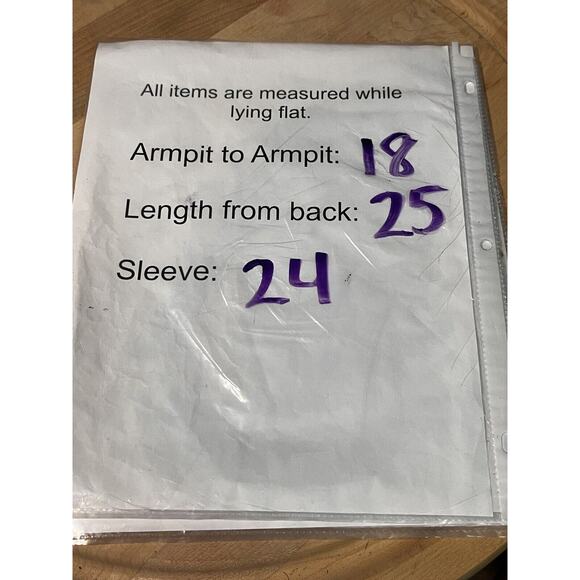 All items are measured while
lying flat.
Armpit to Armpit: 18
Length from back: 25
Sleeve: 24